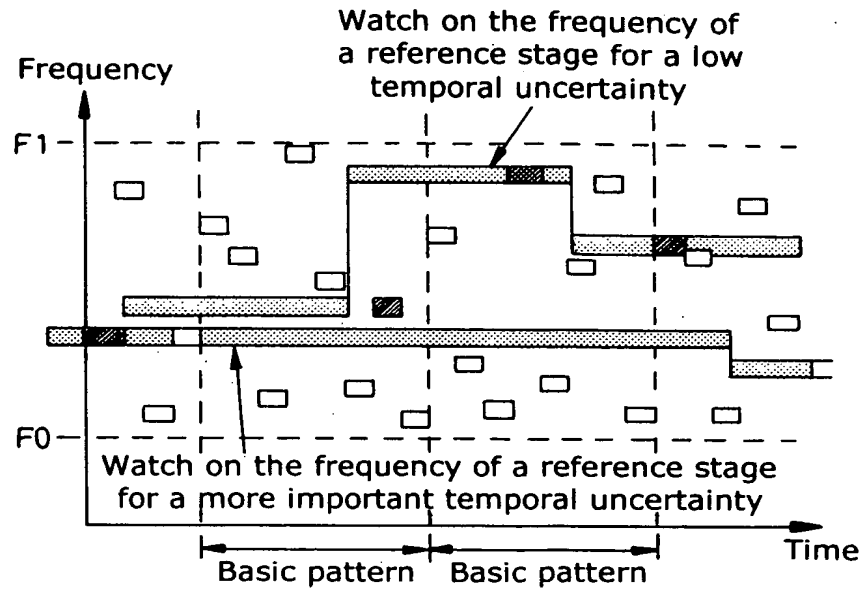 Watch on the frequency of
a reference stage for a low
temporal uncertainty
Frequency
F1
F0
Watch on the frequency of a reference stage
for a more important temporal uncertainty
Time
Basic pattern
Basic pattern